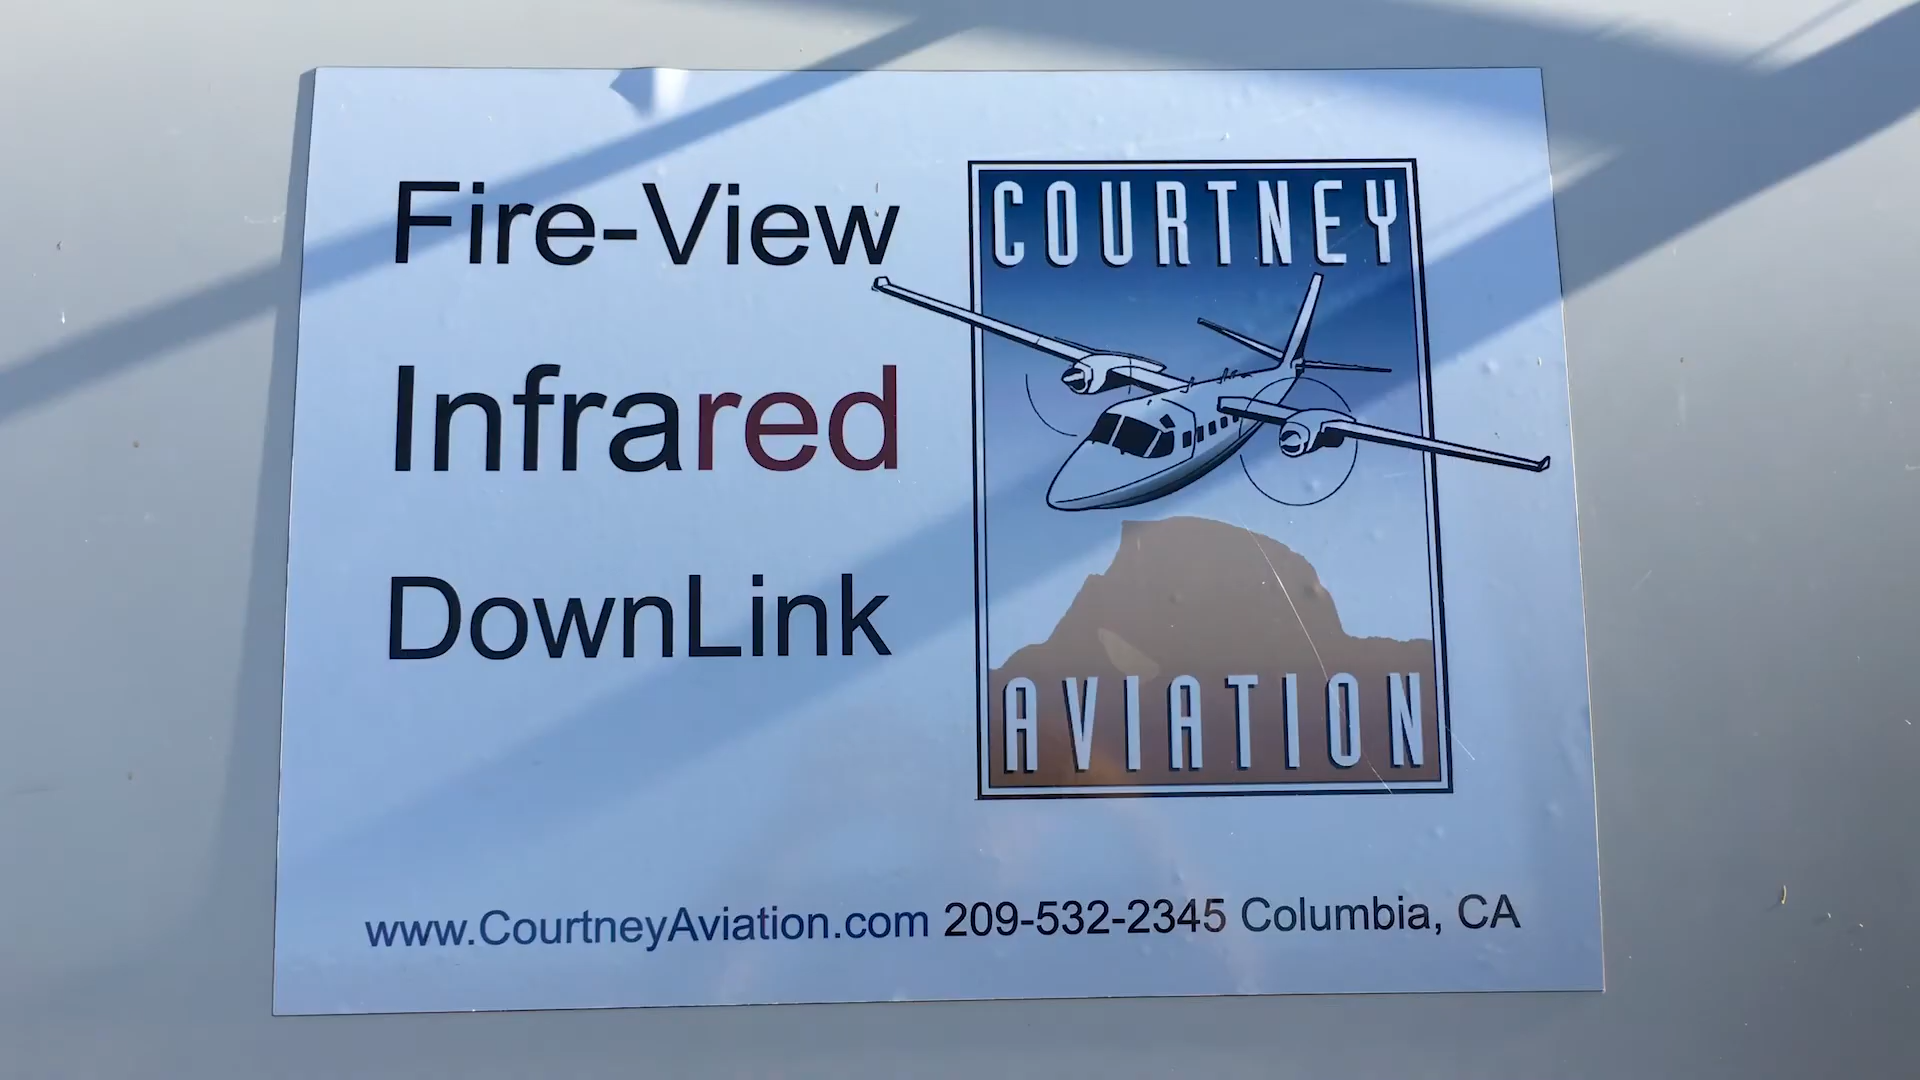 Fire-View
Infrared
DownLink
COURTNEY
AVIATION
www.CourtneyAviation.com 209-532-2345 Columbia, CA